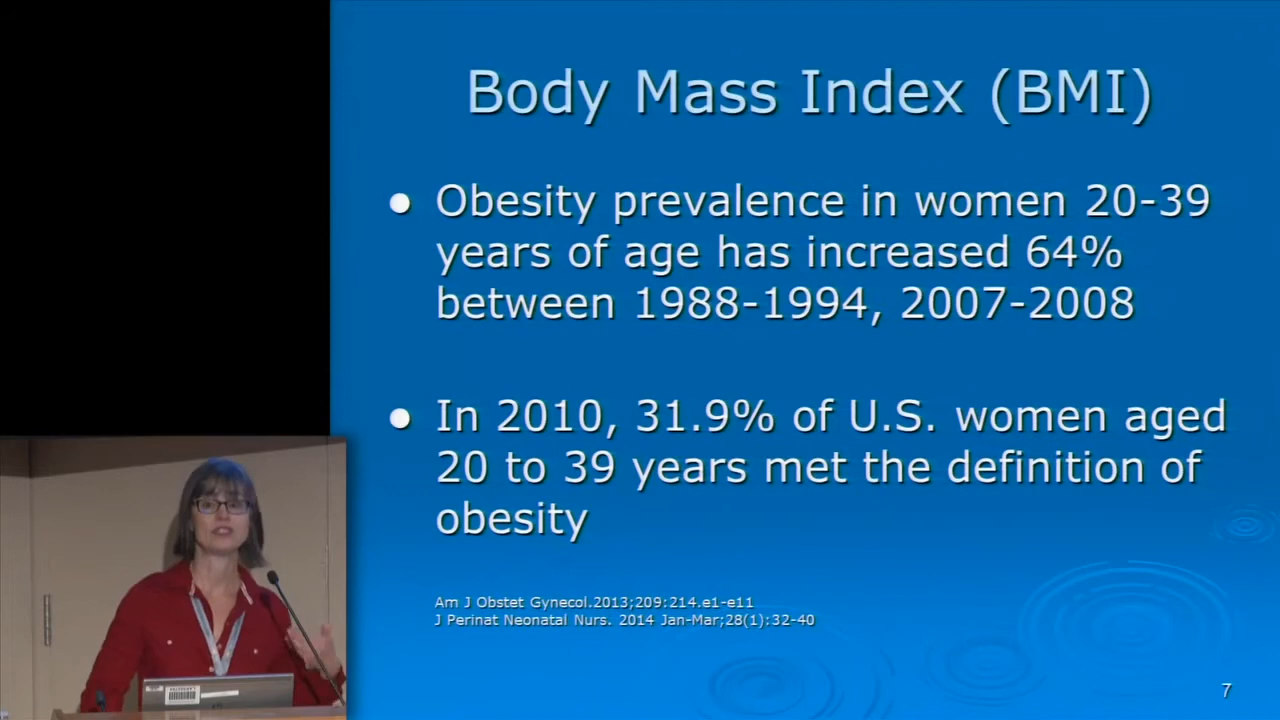 Body Mass Index (BMI)
Obesity prevalence in women 20-39
years of age has increased 64%
between 1988-1994, 2007-2008
In 2010, 31.9% of U.S. women aged
20 to 39 years met the definition of
obesity
Am J Obstet Gynecol.2013;209:214.e1-e11
J Perinat Neonatal Nurs. 2014 Jan-Mar;28(1):32-40
7